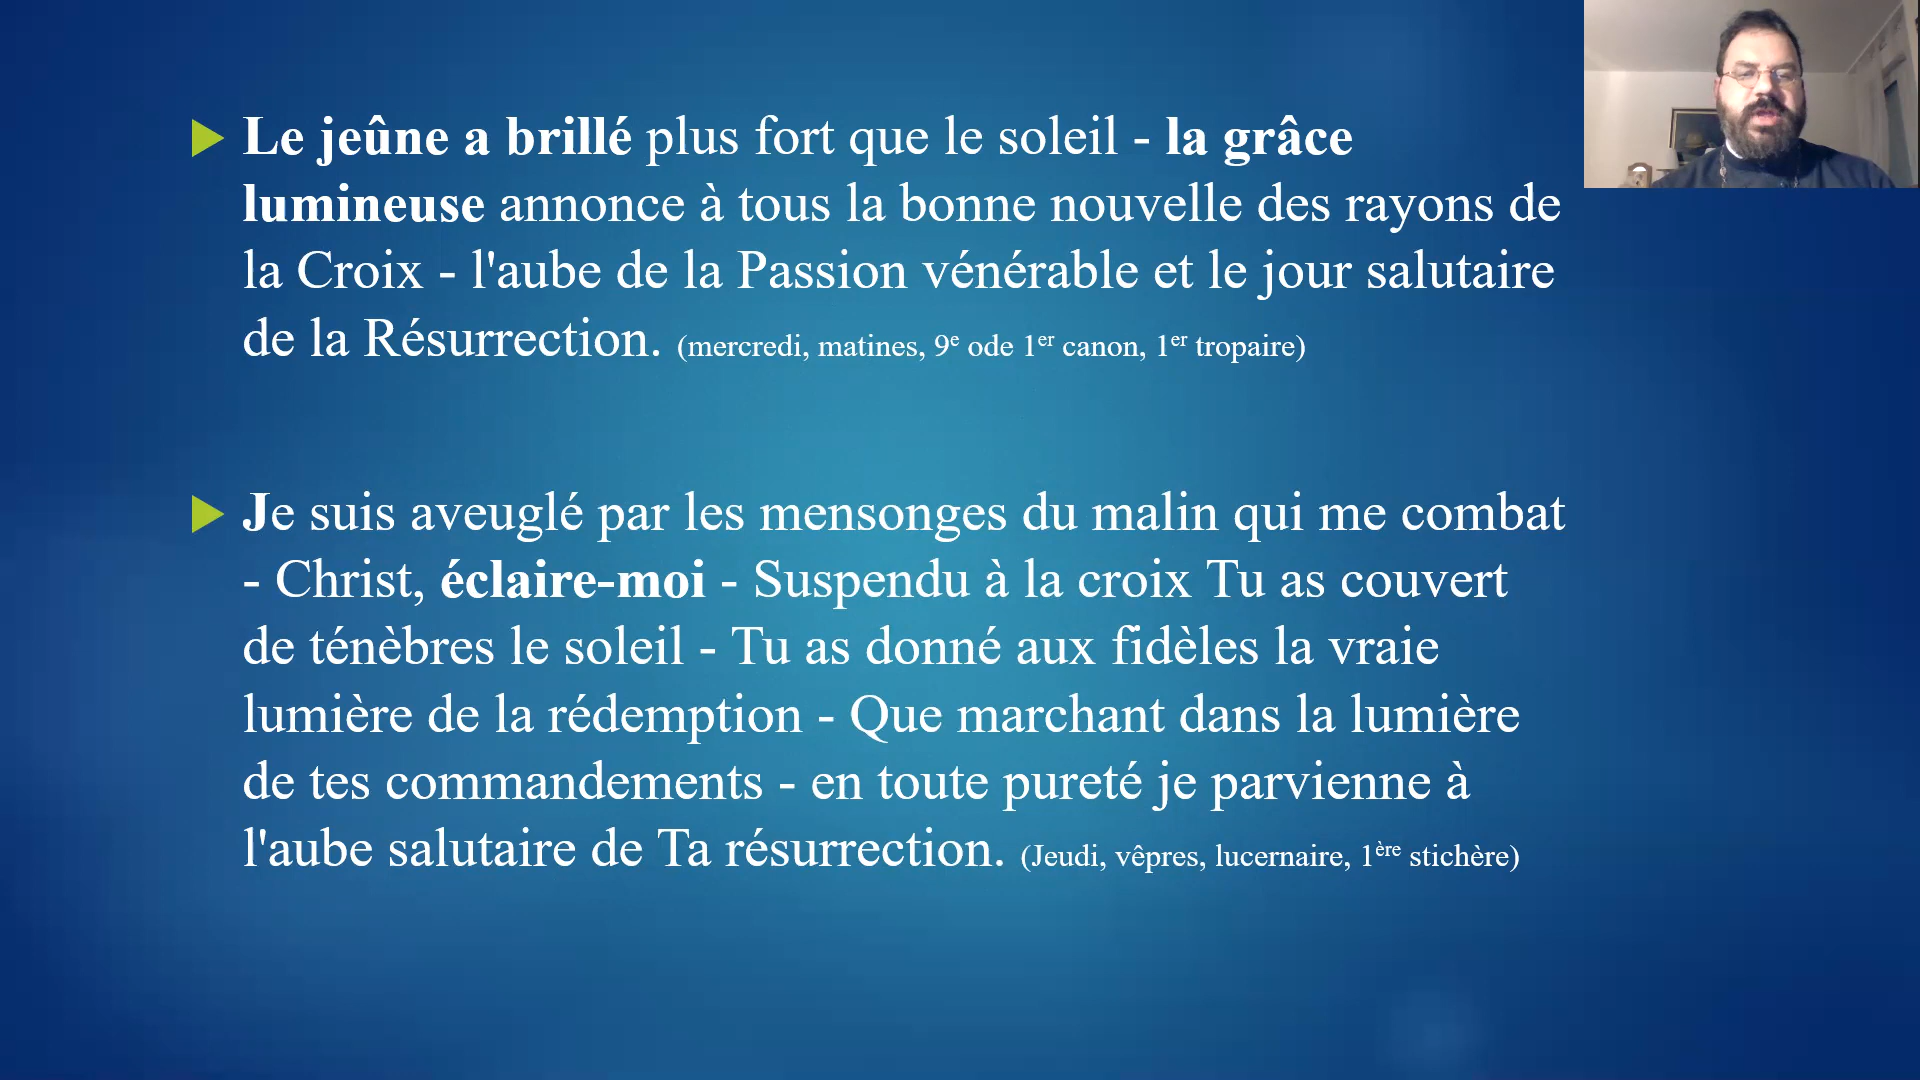 Le jeûne a brillé plus fort que le soleil - la grâce
lumineuse annonce à tous la bonne nouvelle des rayons de
la Croix - l'aube de la Passion vénérable et le jour salutaire
de la Résurrection. (mercredi, matines, 9e ode 1er canon, 1er tropaire)
Je suis aveuglé par les mensonges du malin qui me combat
- Christ, éclaire-moi - Suspendu à la croix Tu as couvert
de ténèbres le soleil - Tu as donné aux fidèles la vraie
lumière de la rédemption - Que marchant dans la lumière
de tes commandements - en toute pureté je parvienne à
l'aube salutaire de Ta résurrection. (Jeudi, vêpres, lucernaire, 1ère stichère)